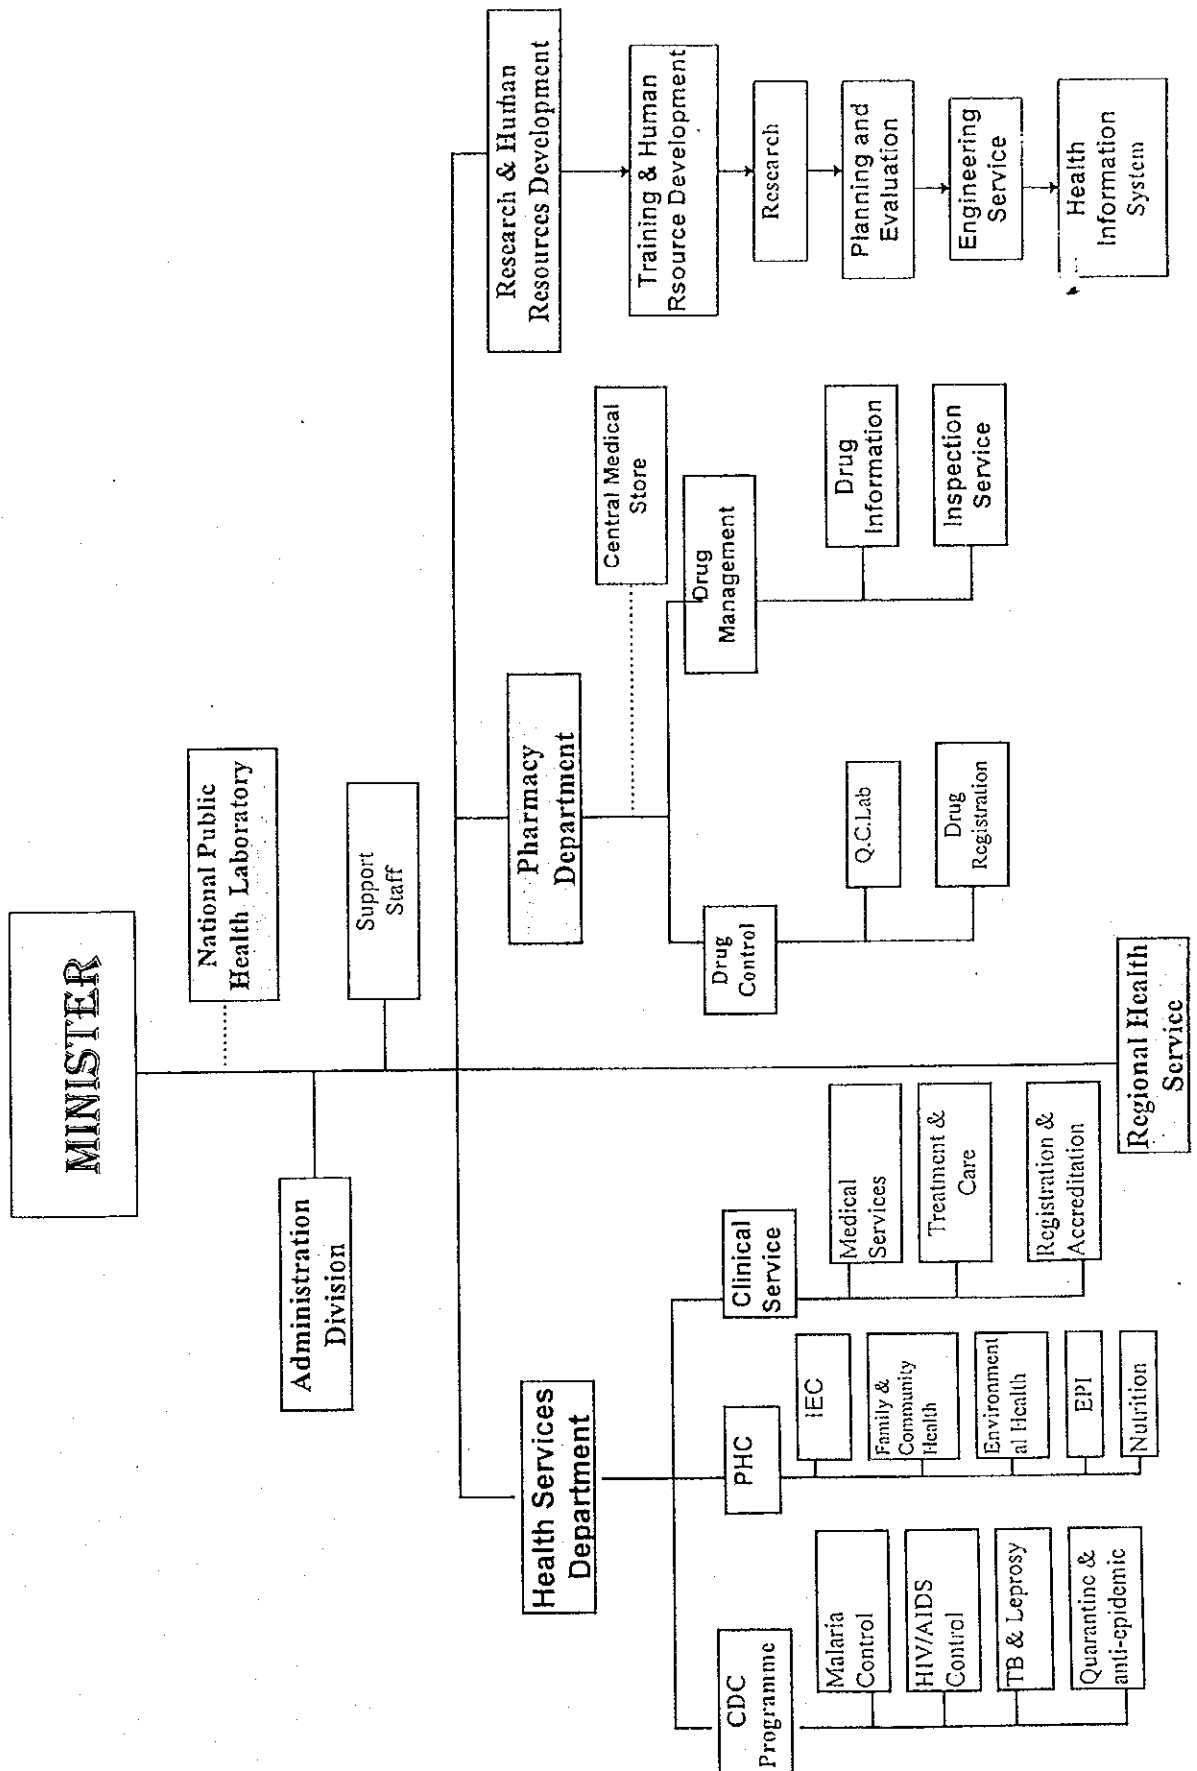 MINISTER
National Public
Health Laboratory
Administration
Division
Support
Staff
Health Services
Department
Pharmacy
Department
Research & Human
Resources Development
CDC
Programme
Malaria
Control
HIV/AIDS
Control
TB & Leprosy
Quarantine &
anti-epidemic
PHC
IEC
Family &
Community
Health
Environment
al Health
EPI
Nutrition
Clinical
Service
Medical
Services
Treatment &
Care
Registration &
Accreditation
Regional Health
Service
Central Medical
Store
Drug
Control
Q.C.Lab
Drug
Registration
Drug
Management
Drug
Information
Inspection
Service
Training & Human
Rsource Development
Research
Planning and
Evaluation
Engineering
Service
Health
Information
System